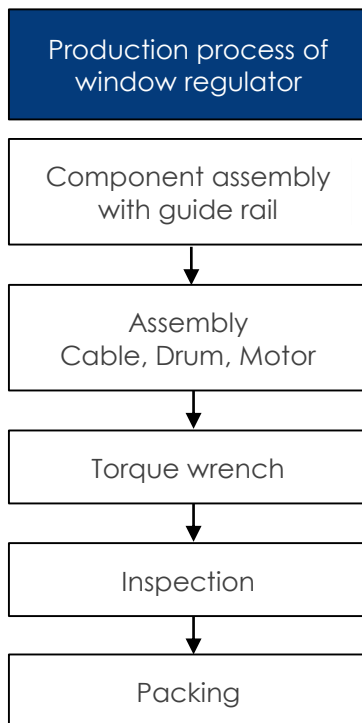 Production process of
window regulator
Component assembly
with guide rail
Assembly
Cable, Drum, Motor
Torque wrench
Inspection
Packing